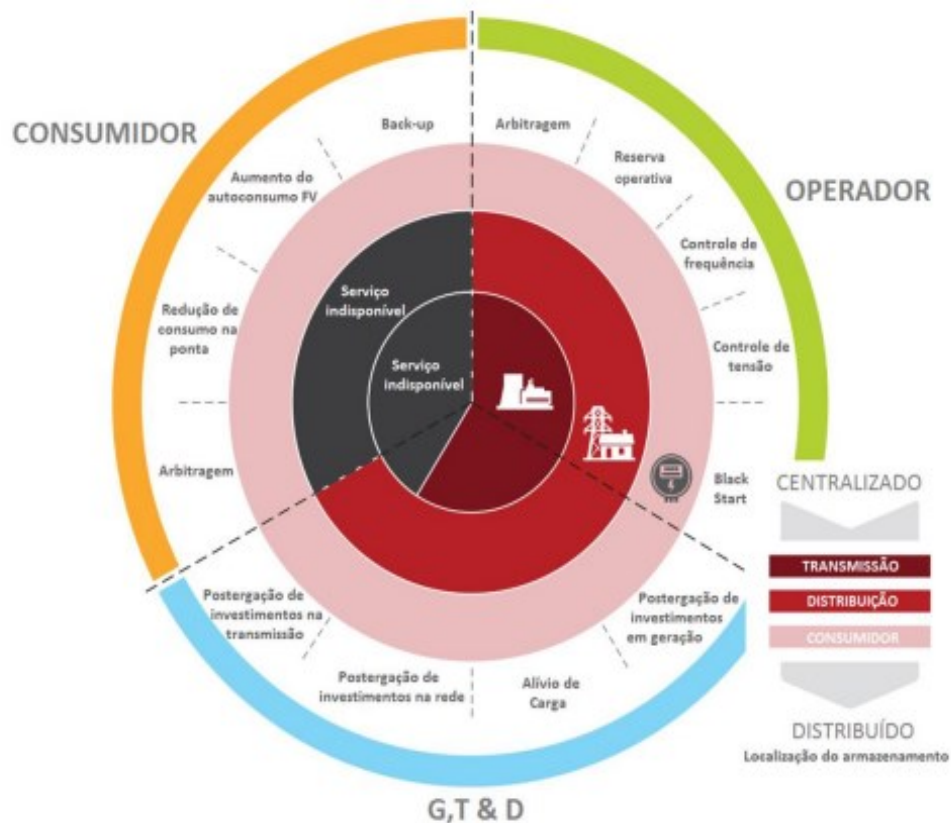 CONSUMIDOR
Back-up
Aumento do
autoconsumo FV
Redução de
consumo na
ponta
Arbitragem
Arbitragem
Reserva
operativa
OPERADOR
Controle de
frequência
Controle de
tensão
Black
Start
Serviço
indisponível
Serviço
indisponível
Postergação de
investimentos na
transmissão
Postergação de
investimentos na rede
Alívio de
Carga
Postergação de
investimentos
em geração
G,T & D
CENTRALIZADO
TRANSMISSÃO
DISTRIBUIÇÃO
CONSUMIDOR
DISTRIBUÍDO
Localização do armazenamento